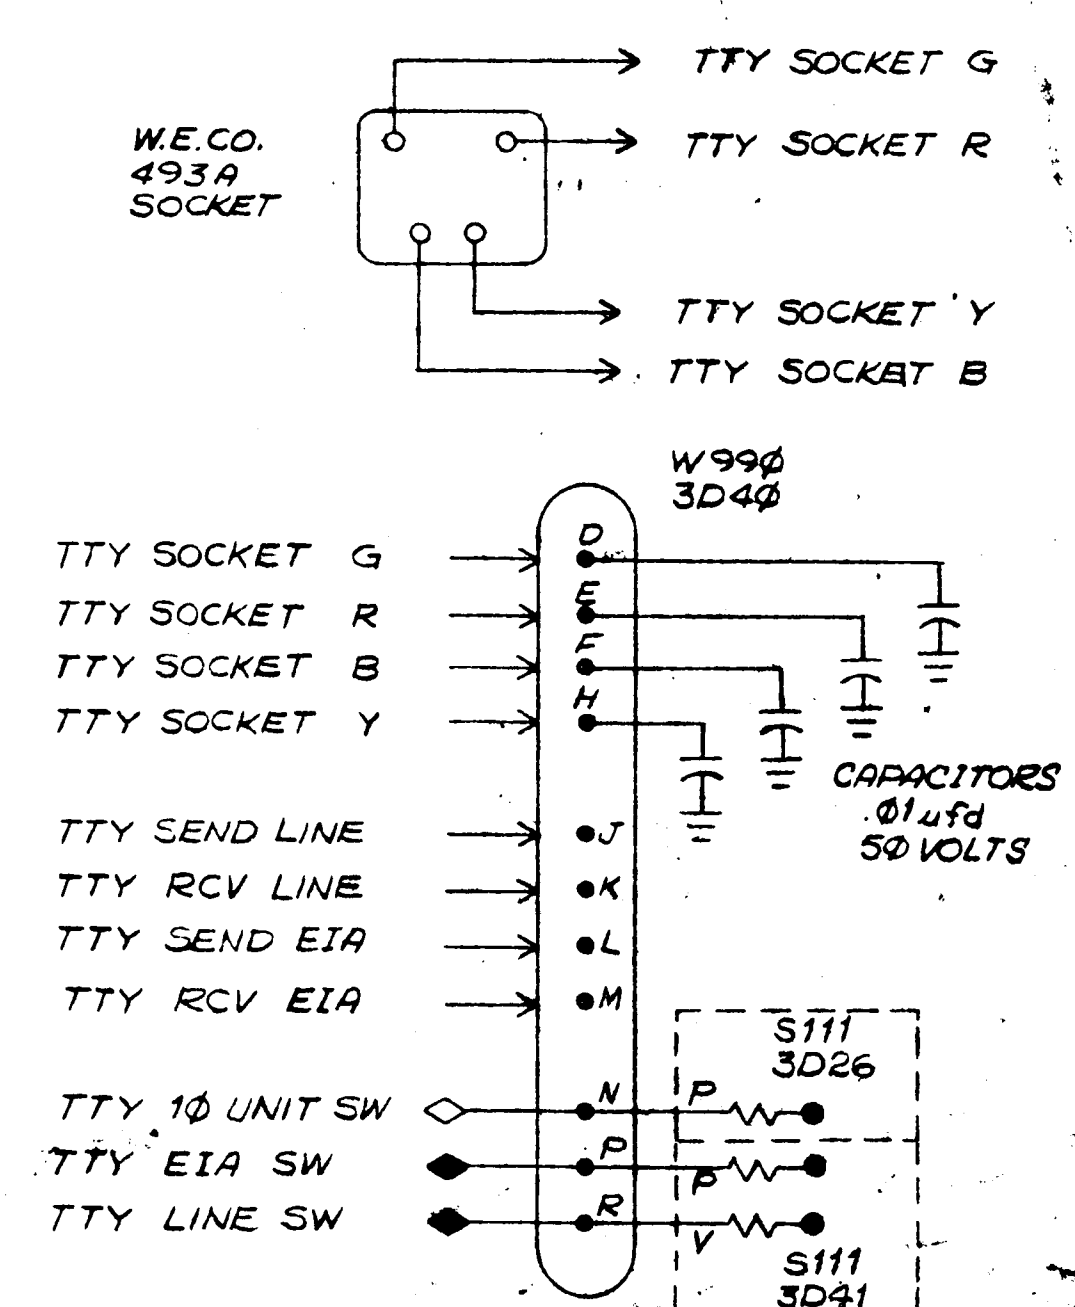 TTY SOCKET G
W.E.CO.
493A
SOCKET
TTY SOCKET R
TTY SOCKET Y
TTY SOCKET B
W99Ø
3D4Ø
D
TTY SOCKET G
E
TTY SOCKET R
F
TTY SOCKET B
H
TTY SOCKET Y
CAPACITORS
.Ø1 ufd
5Ø VOLTS
TTY SEND LINE
J
TTY RCV LINE
K
TTY SEND EIA
L
TTY RCV EIA
M
S111
3D26
TTY 1Ø UNIT SW
N
P
TTY EIA SW
P
P
TTY LINE SW
R
V
S111
3D41